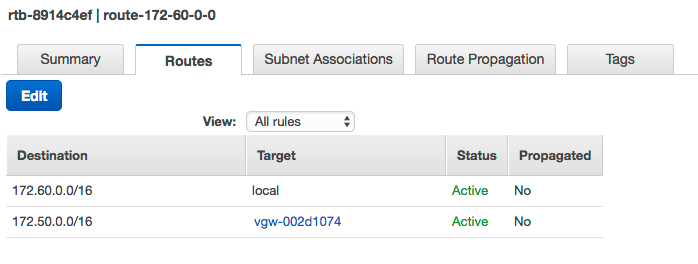 rtb-8914c4ef | route-172-60-0-0
Summary Routes Subnet Associations Route Propagation Tags
Edit
View: All rules
Destination Target Status Propagated
172.60.0.0/16 local Active No
172.50.0.0/16 vgw-002d1074 Active No